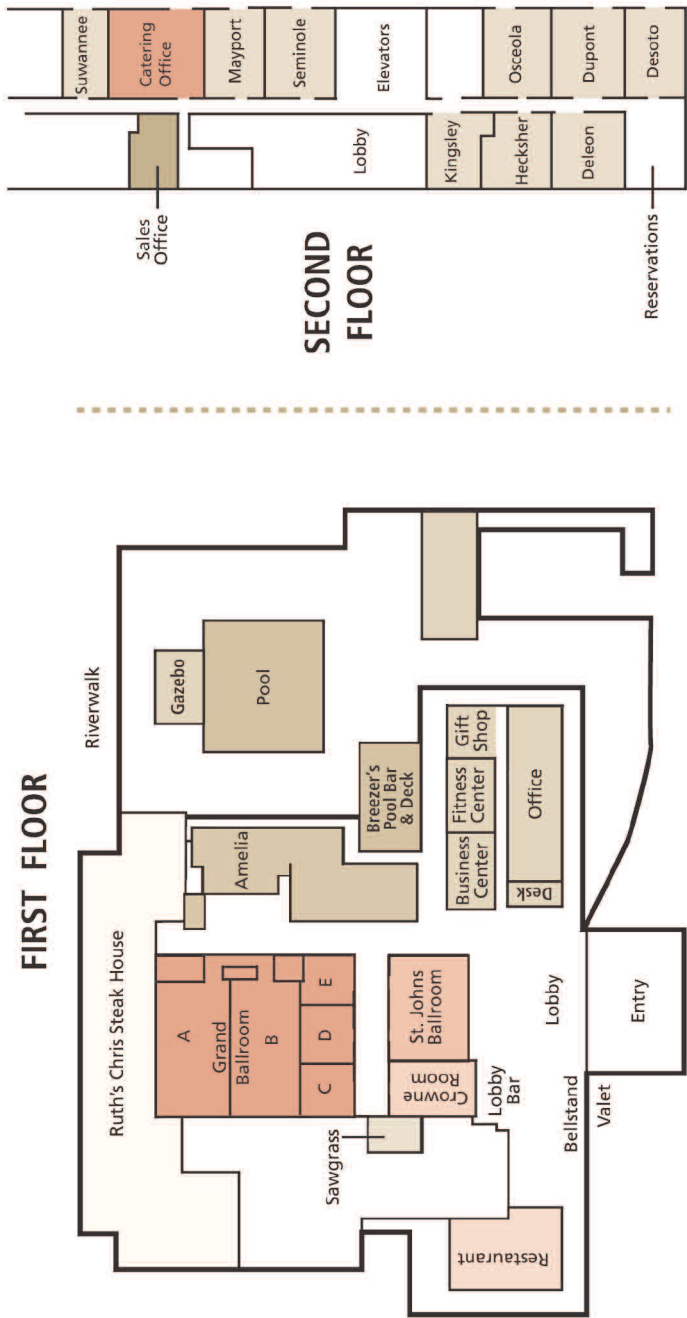 FIRST FLOOR
Riverwalk
Ruth's Chris Steak House
Gazebo
Pool
Amelia
Breezer's
Pool Bar
& Deck
A
Grand
Ballroom
B
C
D
E
Sawgrass
Crowne
Room
St. Johns
Ballroom
Business
Center
Fitness
Center
Gift
Shop
Desk
Office
Lobby
Bar
Lobby
Restaurant
Bellstand
Valet
Entry
SECOND
FLOOR
Suwannee
Catering
Office
Mayport
Seminole
Elevators
Osceola
Dupont
Desoto
Sales
Office
Lobby
Kingsley
Hecksher
Deleon
Reservations